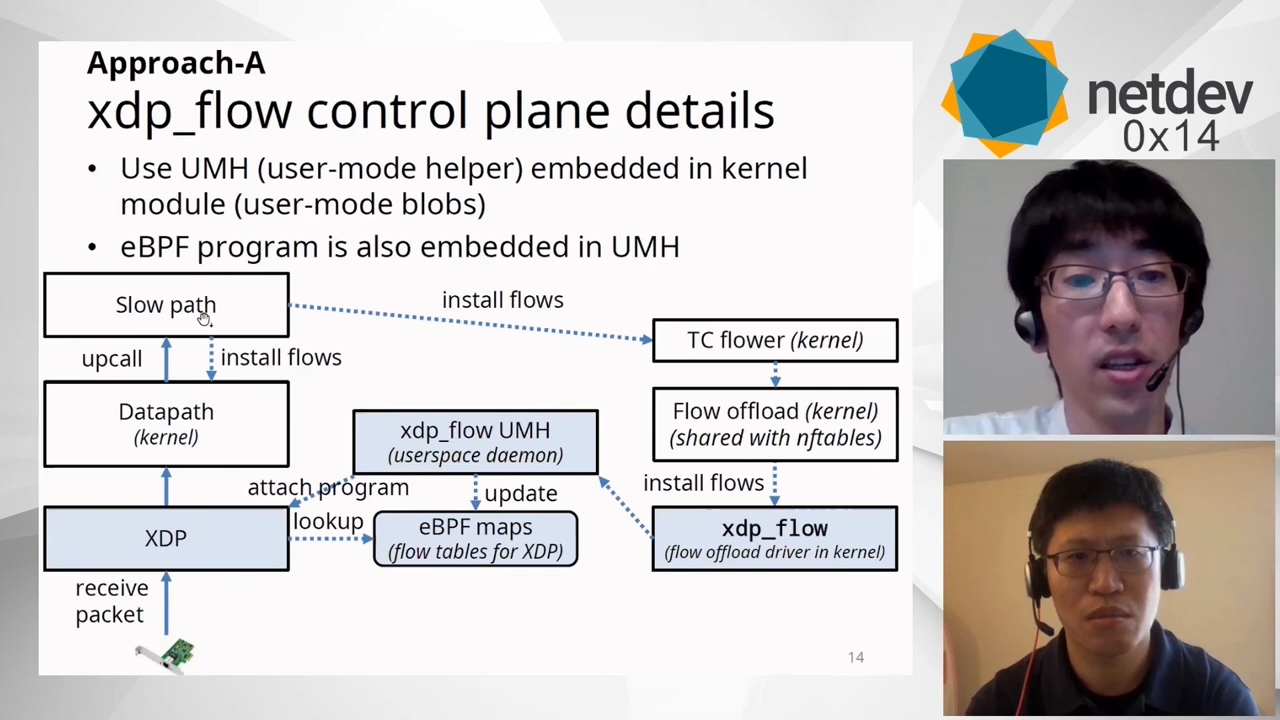 Approach-A
xdp_flow control plane details
• Use UMH (user-mode helper) embedded in kernel
module (user-mode blobs)
• eBPF program is also embedded in UMH
Slow path
install flows
TC flower (kernel)
upcall
install flows
Datapath
(kernel)
Flow offload (kernel)
(shared with nftables)
xdp_flow UMH
(userspace daemon)
attach program
update
install flows
XDP
lookup
eBPF maps
(flow tables for XDP)
xdp_flow
(flow offload driver in kernel)
receive
packet
14
netdev
0x14